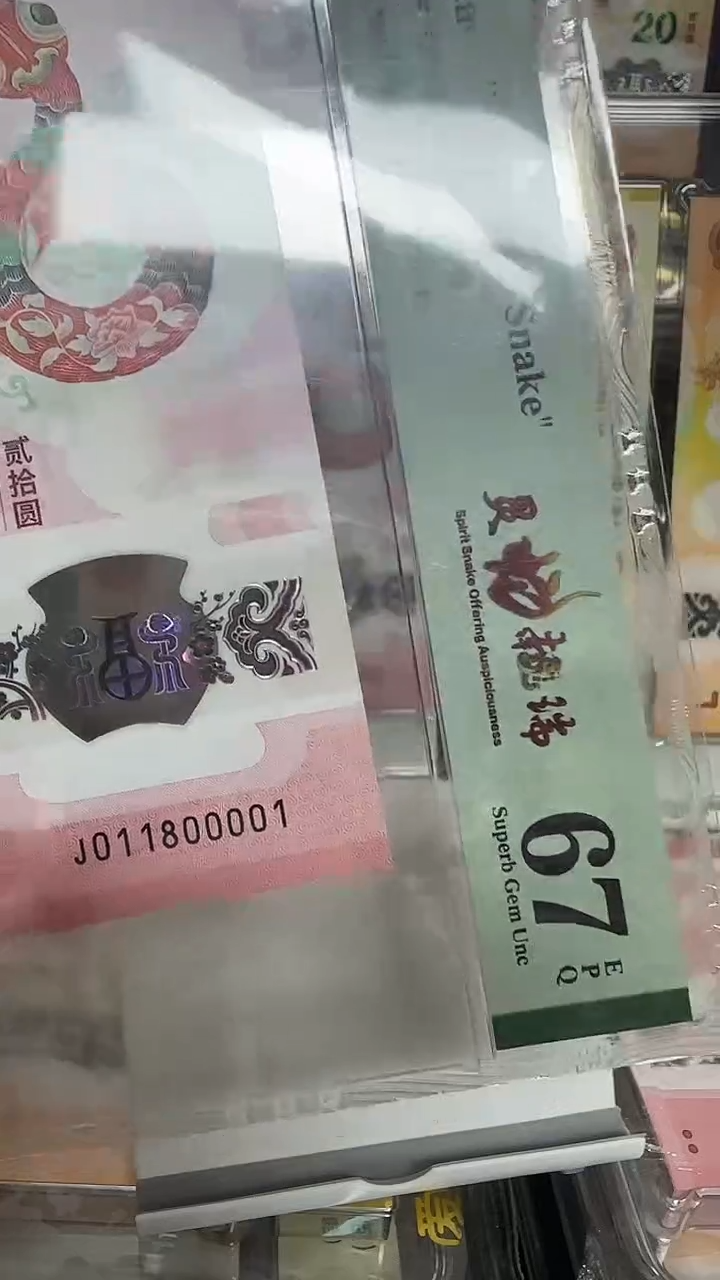 20
Snake"
贰拾圆
灵蛇献瑞
Spirit Snake Offering Auspiciousness
J011800001
67
EPQ
Superb Gem Unc